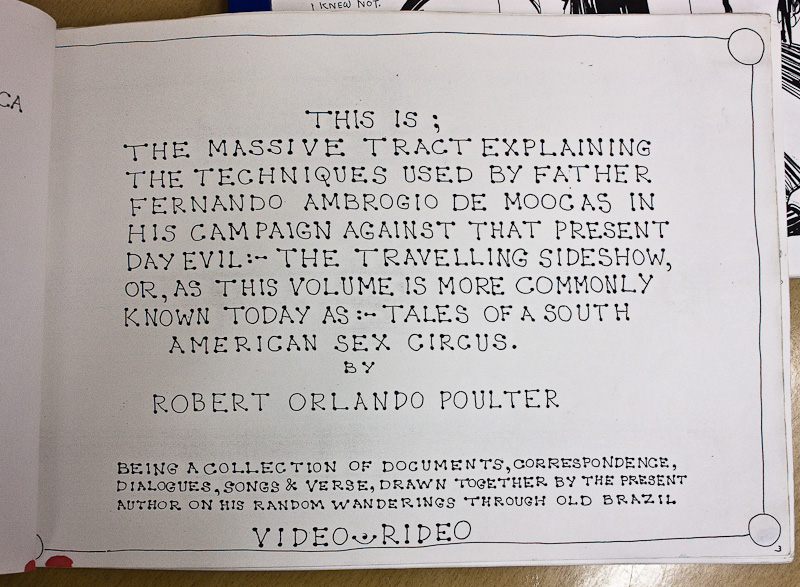 I KNEW NOT.
CA
THIS IS ;
THE MASSIVE TRACT EXPLAINING
THE TECHNIQUES USED BY FATHER
FERNANDO AMBROGIO DE MOOCAS IN
HIS CAMPAIGN AGAINST THAT PRESENT
DAY EVIL:~ THE TRAVELLING SIDESHOW,
OR, AS THIS VOLUME IS MORE COMMONLY
KNOWN TODAY AS :~ TALES OF A SOUTH
AMERICAN SEX CIRCUS.
BY
ROBERT ORLANDO POULTER
BEING A COLLECTION OF DOCUMENTS, CORRESPONDENCE,
DIALOGUES, SONGS & VERSE, DRAWN TOGETHER BY THE PRESENT
AUTHOR ON HIS RANDOM WANDERINGS THROUGH OLD BRAZIL
VIDEO~RIDEO
3